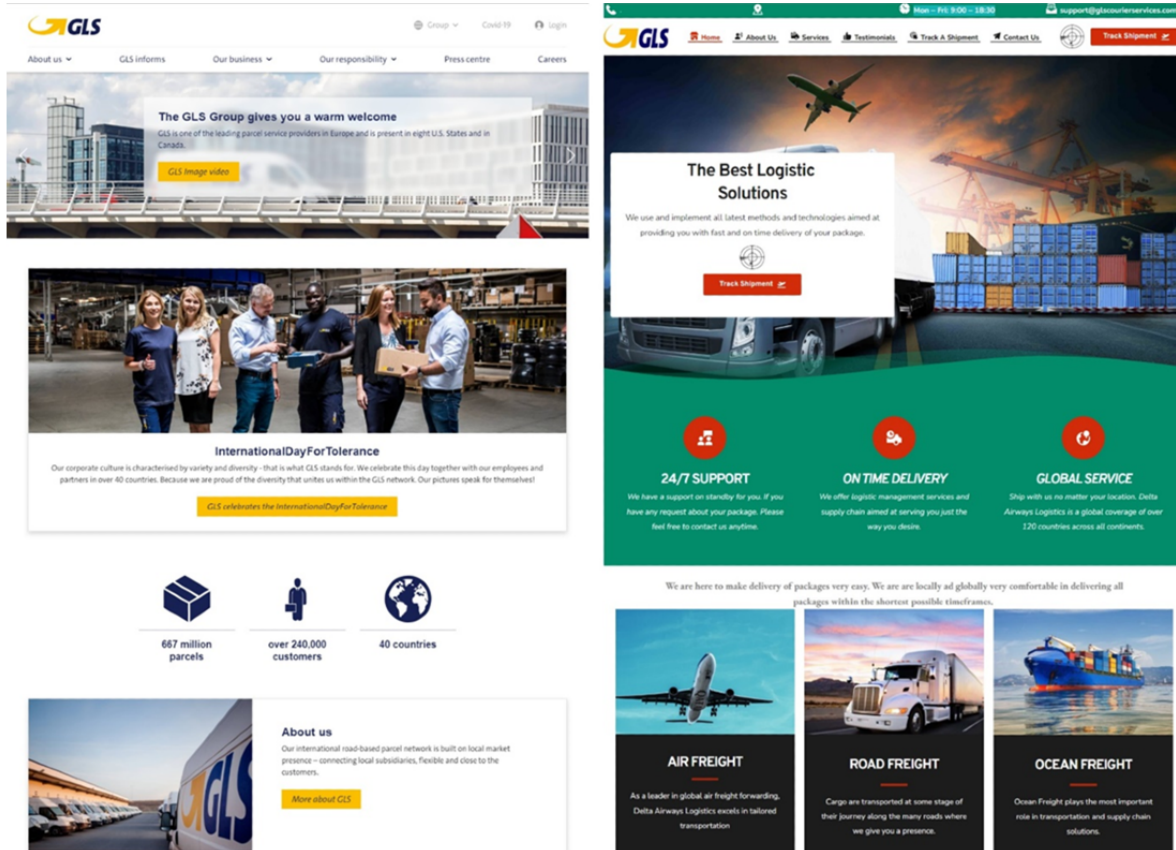 GLS
Group
Covid-19
Login
About us
GLS informs
Our business
Our responsibility
Press centre
Careers
The GLS Group gives you a warm welcome
GLS is one of the leading parcel service providers in Europe and is present in eight U.S. States and in
Canada.
GLS Image video
InternationalDayForTolerance
Our corporate culture is characterised by variety and diversity - that is what GLS stands for. We celebrate this day together with our employees and
partners in over 40 countries. Because we are proud of the diversity that unites us within the GLS network. Our pictures speak for themselves!
GLS celebrates the InternationalDayForTolerance
667 million
parcels
over 240,000
customers
40 countries
GLS
About us
Our international road-based parcel network is built on local market
presence – connecting local subsidiaries, flexible and close to the
customers.
More about GLS
Mon - Fri: 9:00 - 18:30
support@glscourierservices.com
GLS
Home
About Us
Services
Testimonials
Track A Shipment
Contact Us
Track Shipment
The Best Logistic
Solutions
We use and implement all latest methods and technologies aimed at
providing you with fast and on time delivery of your package.
Track Shipment
24/7 SUPPORT
We have a support on standby for you. If you
have any request about your package. Please
feel free to contact us anytime.
ON TIME DELIVERY
We offer logistic management services and
supply chain aimed at serving you just the
way you desire.
GLOBAL SERVICE
Ship with us no matter your location. Delta
Airways Logistics is a global coverage of over
120 countries across all continents.
We are here to make delivery of packages very easy. We are are locally ad globally very comfortable in delivering all
packages within the shortest possible timeframes.
AIR FREIGHT
As a leader in global air freight forwarding,
Delta Airways Logistics excels in tailored
transportation
ROAD FREIGHT
Cargo are transported at some stage of
their journey along the many roads where
we give you a presence.
OCEAN FREIGHT
Ocean Freight plays the most important
role in transportation and supply chain
solutions.